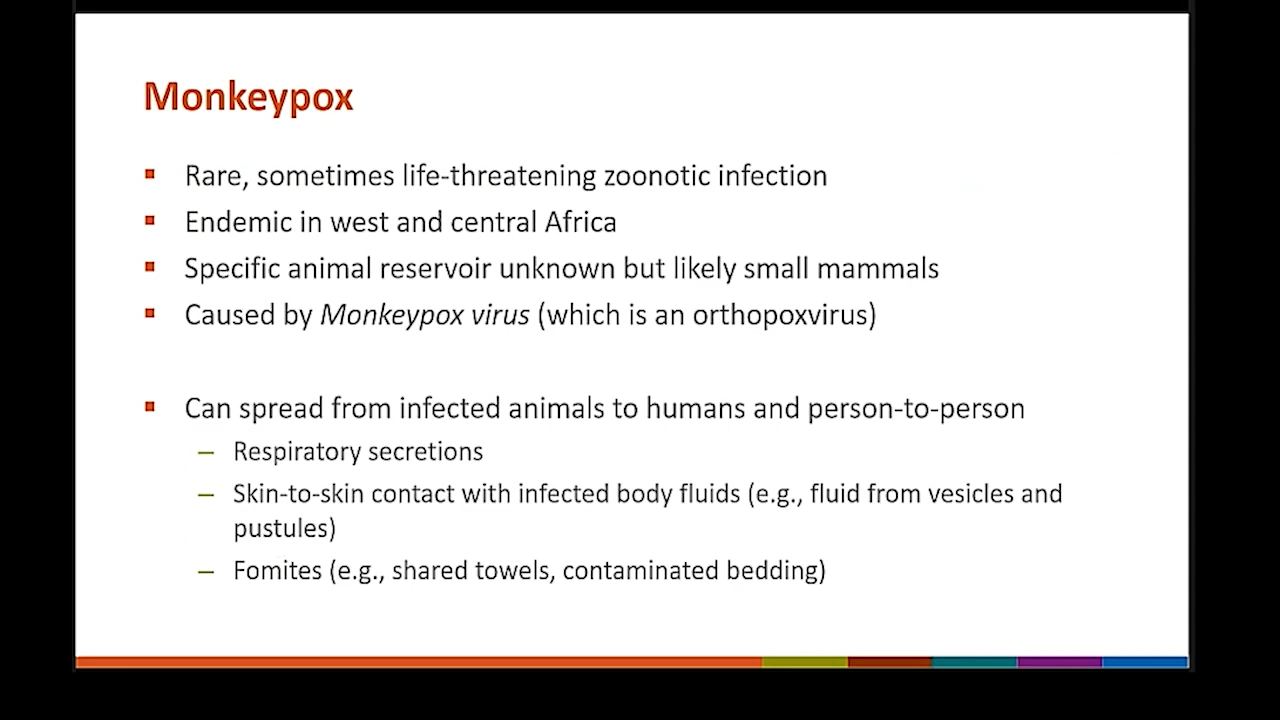 Monkeypox
▪ Rare, sometimes life-threatening zoonotic infection
▪ Endemic in west and central Africa
▪ Specific animal reservoir unknown but likely small mammals
▪ Caused by Monkeypox virus (which is an orthopoxvirus)
▪ Can spread from infected animals to humans and person-to-person
– Respiratory secretions
– Skin-to-skin contact with infected body fluids (e.g., fluid from vesicles and
pustules)
– Fomites (e.g., shared towels, contaminated bedding)